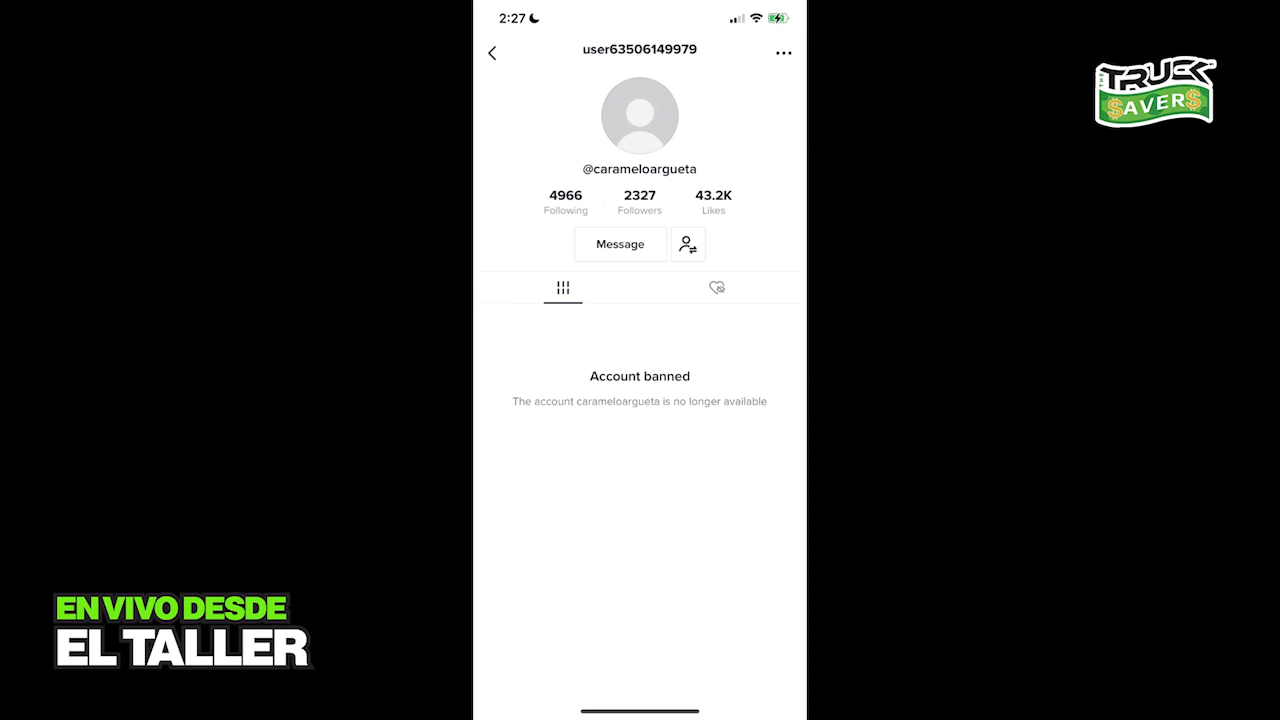 2:27
user63506149979
@carameloargueta
4966 2327 43.2K
Following Followers Likes
Message
Account banned
The account carameloargueta is no longer available
THE TRUCK
$AVER$
EN VIVO DESDE
EL TALLER